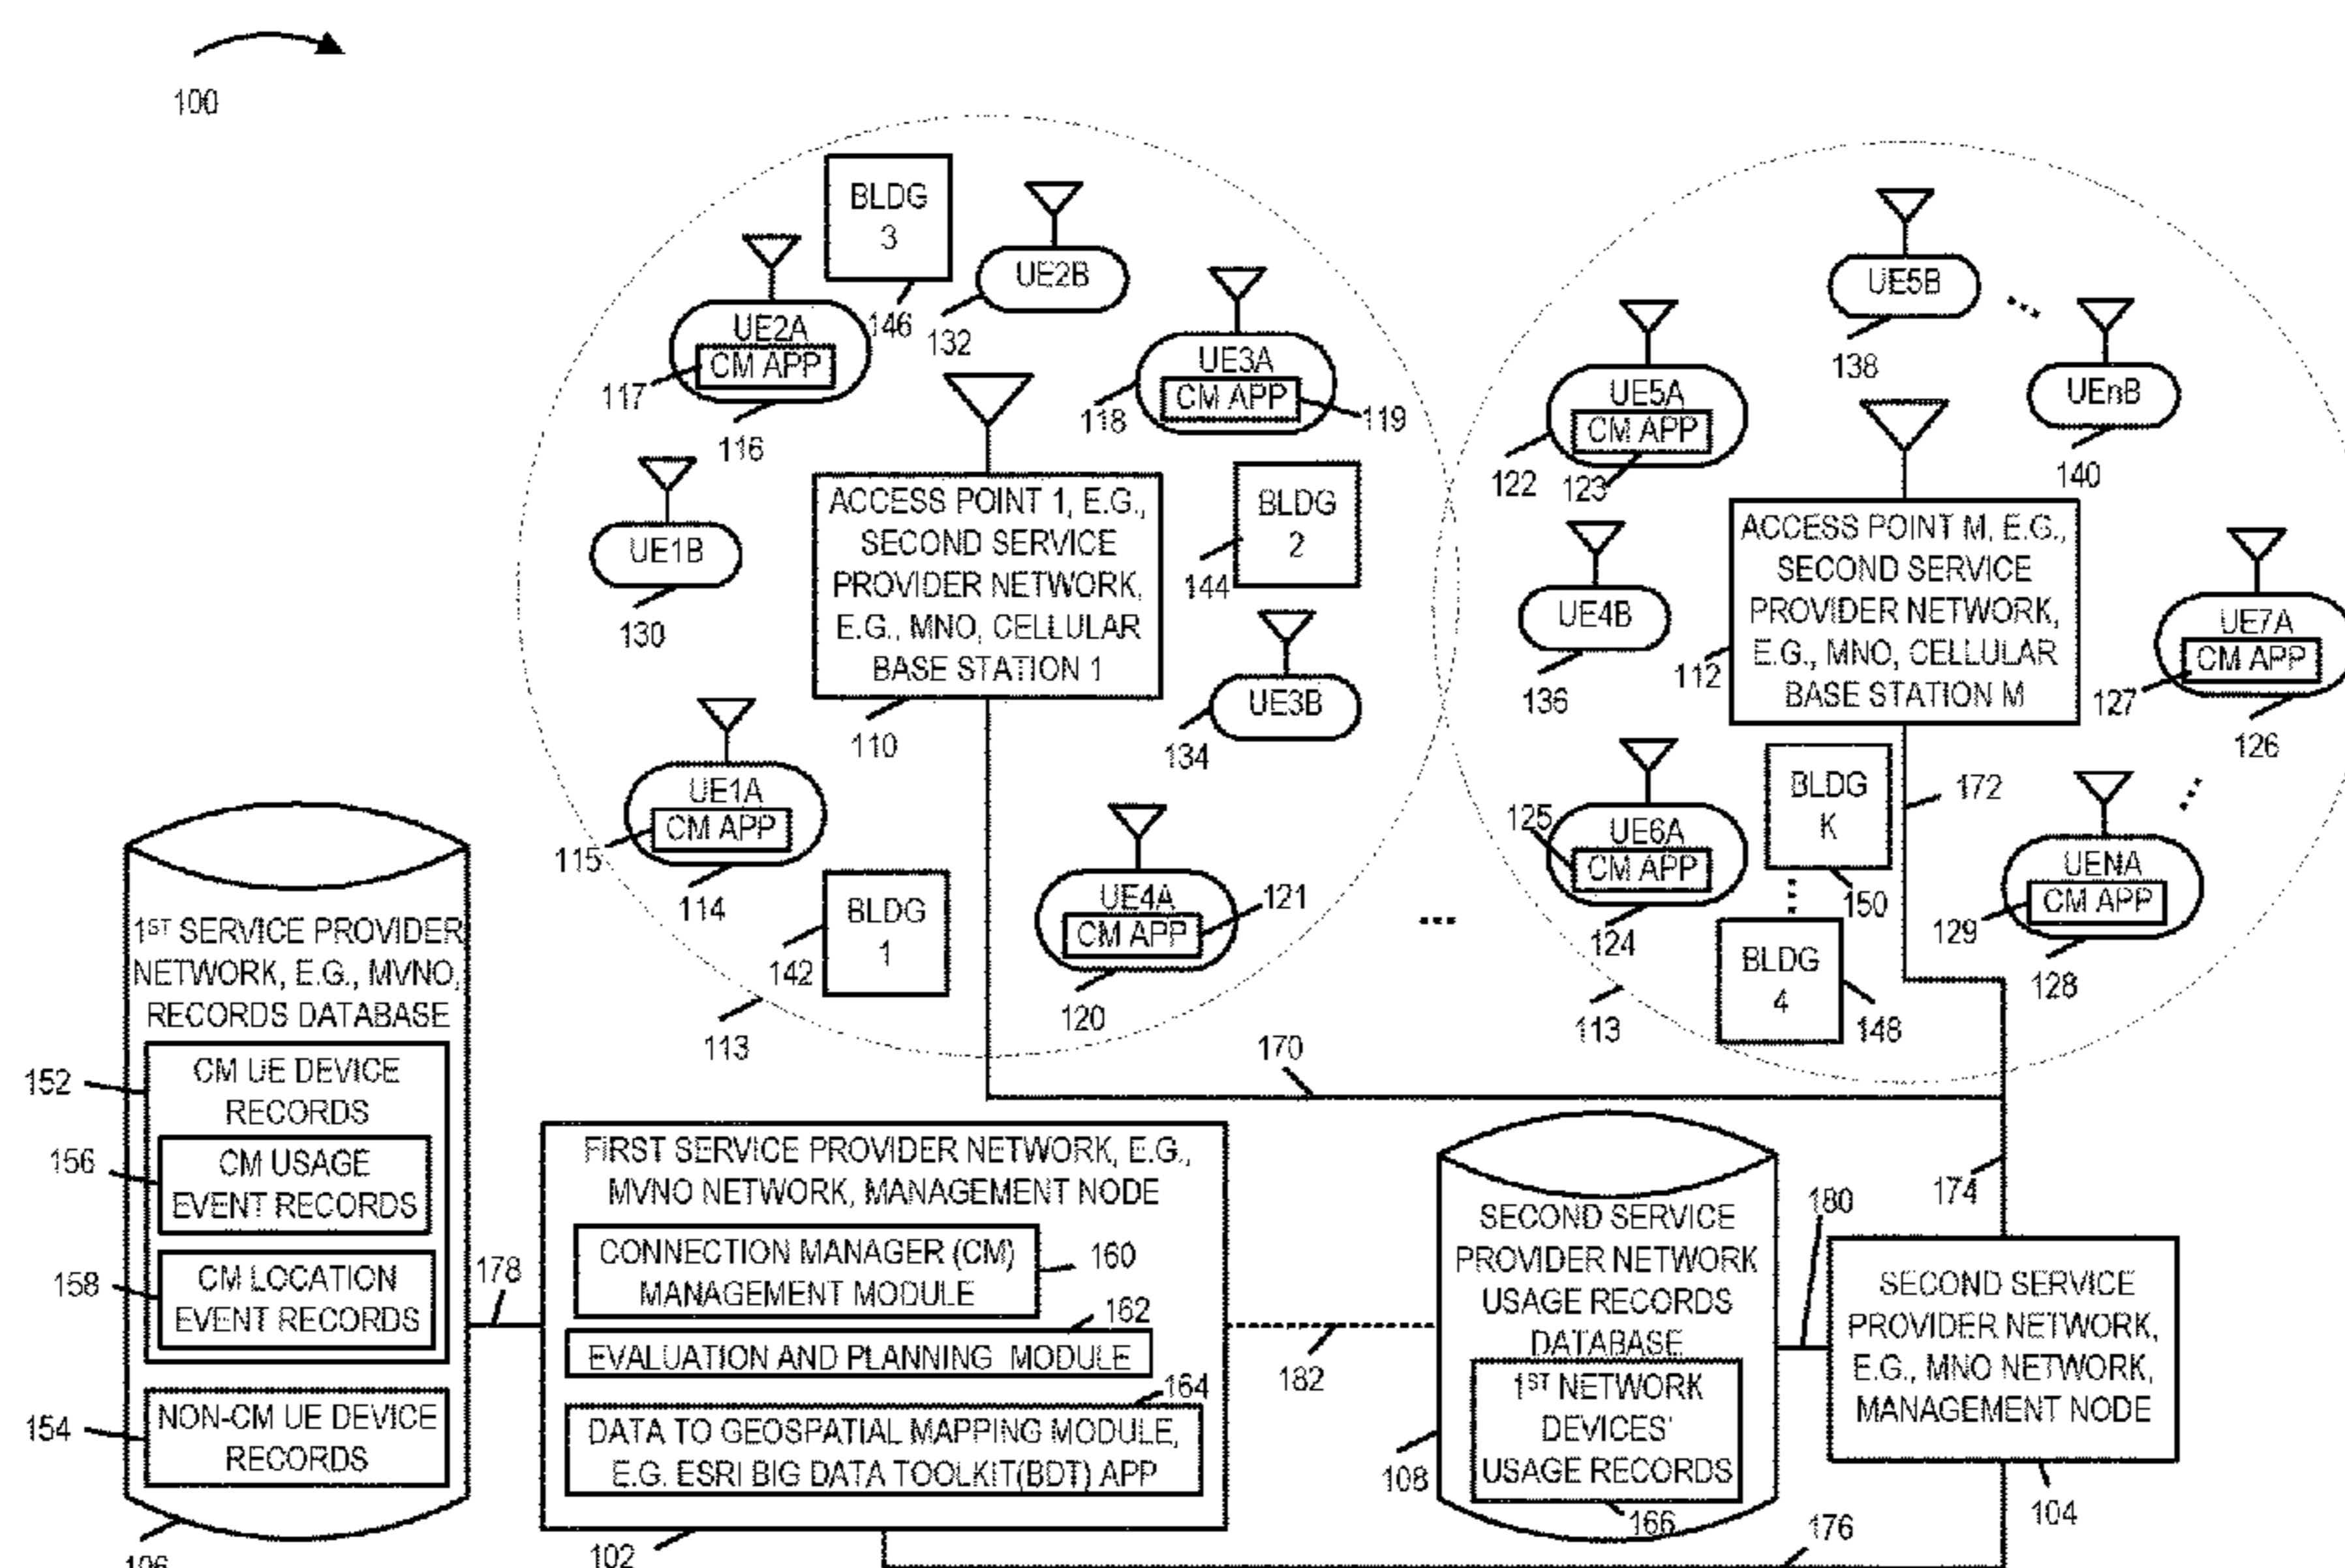 100
BLDG
3
146
UE2B
132
UE2A
CM APP
117
116
UE3A
CM APP
118
119
UE1B
130
ACCESS POINT 1, E.G.,
SECOND SERVICE
PROVIDER NETWORK,
E.G., MNO, CELLULAR
BASE STATION 1
110
BLDG
2
144
UE3B
134
UE1A
CM APP
115
114
BLDG
1
142
UE4A
CM APP
121
120
113
...
UE5B
138
...
UEnB
140
UE5A
CM APP
122
123
UE4B
136
ACCESS POINT M, E.G.,
SECOND SERVICE
PROVIDER NETWORK,
E.G., MNO, CELLULAR
BASE STATION M
112
UE7A
CM APP
127
126
...
UE6A
CM APP
125
124
BLDG
K
150
...
BLDG
4
148
172
UENA
CM APP
129
128
113
170
174
1ST SERVICE PROVIDER
NETWORK, E.G., MVNO,
RECORDS DATABASE
152
CM UE DEVICE
RECORDS
156
CM USAGE
EVENT RECORDS
158
CM LOCATION
EVENT RECORDS
154
NON-CM UE DEVICE
RECORDS
106
178
FIRST SERVICE PROVIDER NETWORK, E.G.,
MVNO NETWORK, MANAGEMENT NODE
CONNECTION MANAGER (CM)
MANAGEMENT MODULE
160
162
EVALUATION AND PLANNING MODULE
164
DATA TO GEOSPATIAL MAPPING MODULE,
E.G. ESRI BIG DATA TOOLKIT(BDT) APP
102
182
SECOND SERVICE
PROVIDER NETWORK
USAGE RECORDS
DATABASE
1ST NETWORK
DEVICES'
USAGE RECORDS
166
108
180
SECOND SERVICE
PROVIDER NETWORK,
E.G., MNO NETWORK,
MANAGEMENT NODE
104
176